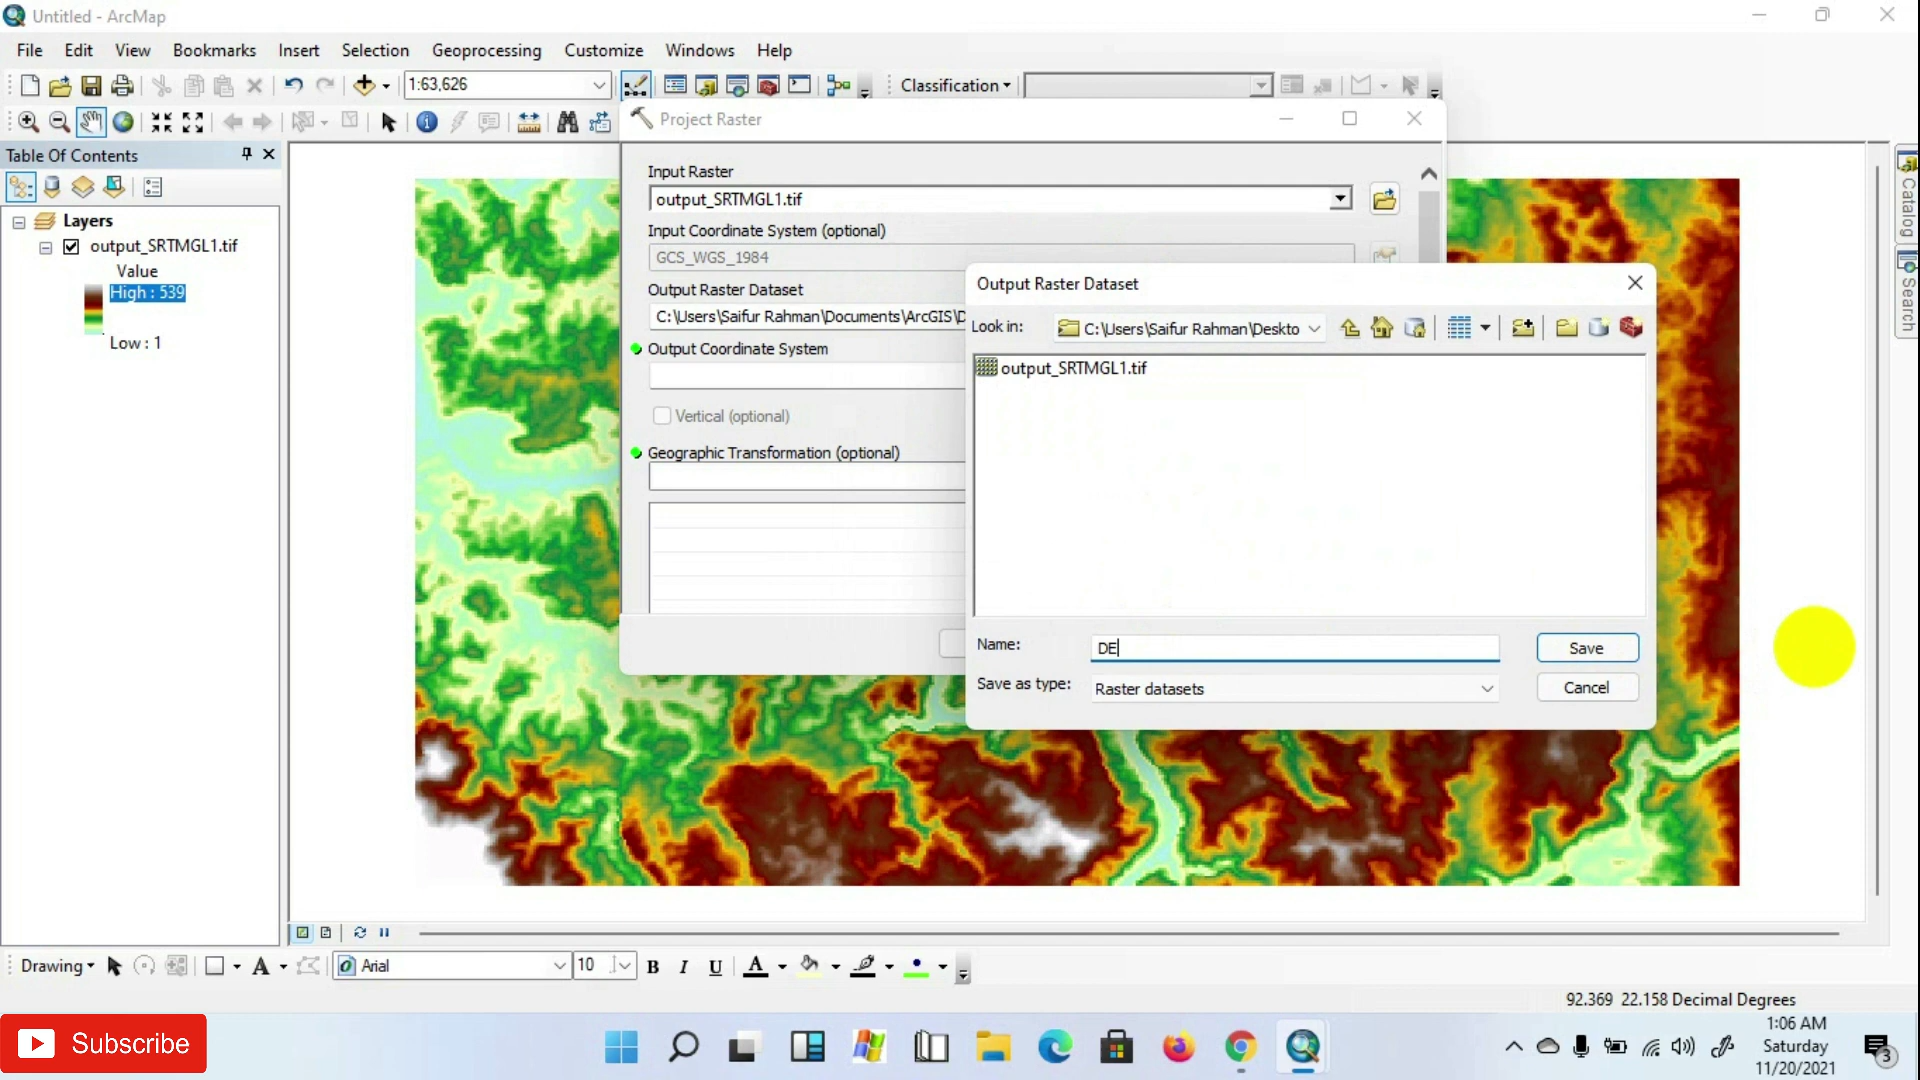 Untitled - ArcMap
File Edit View Bookmarks Insert Selection Geoprocessing Customize Windows Help
1:63,626
Classification
Project Raster
Table Of Contents
Layers
output_SRTMGL1.tif
Value
High : 539
Low : 1
Input Raster
output_SRTMGL1.tif
Input Coordinate System (optional)
GCS_WGS_1984
Output Raster Dataset
C:\Users\Saifur Rahman\Documents\ArcGIS\D
Output Coordinate System
Vertical (optional)
Geographic Transformation (optional)
Output Raster Dataset
Look in: C:\Users\Saifur Rahman\Deskto
output_SRTMGL1.tif
Name: DE
Save
Save as type: Raster datasets
Cancel
Catalog
Search
Drawing
A
Arial
10
B I U A
92.369 22.158 Decimal Degrees
Subscribe
1:06 AM
Saturday
11/20/2021
3